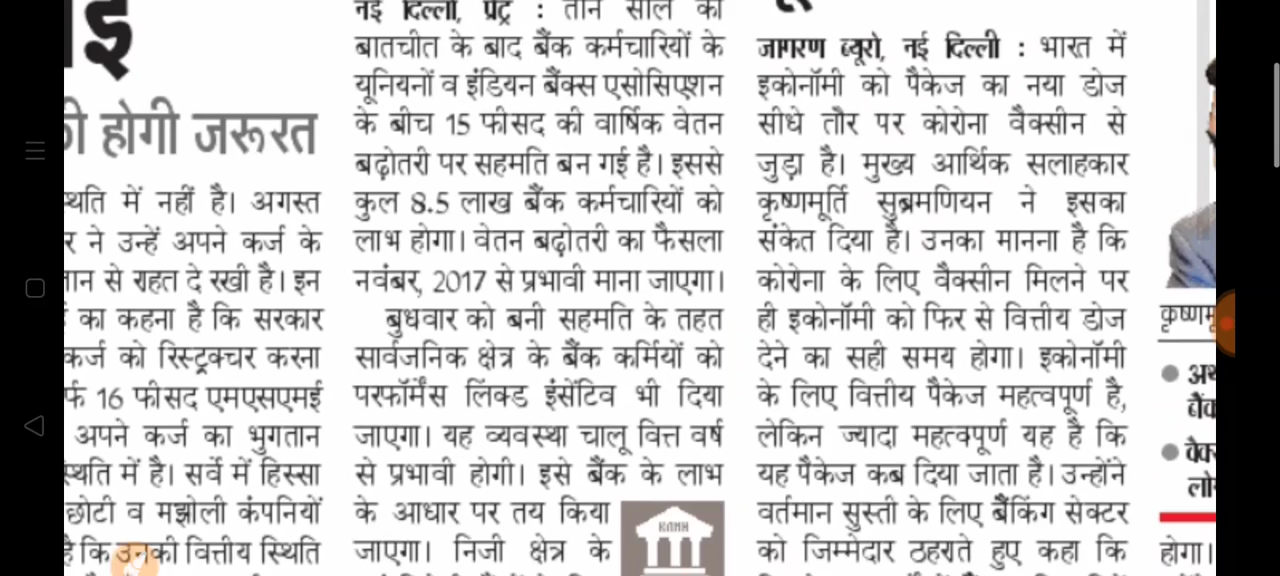 ई
की होगी जरूरत
स्थति में नहीं है। अगस्त
र ने उन्हें अपने कर्ज के
तान से राहत दे रखी है। इन
का कहना है कि सरकार
कर्ज को रिस्ट्रक्चर करना
र्फ 16 फीसद एमएसएमई
अपने कर्ज का भुगतान
स्थति में है। सर्वे में हिस्सा
छोटी व मझोली कंपनियों
है कि उनकी वित्तीय स्थिति
नई दिल्ली, प्रेट्र : तीन साल की
बातचीत के बाद बैंक कर्मचारियों के
यूनियनों व इंडियन बैंक्स एसोसिएशन
के बीच 15 फीसद की वार्षिक वेतन
बढ़ोतरी पर सहमति बन गई है। इससे
कुल 8.5 लाख बैंक कर्मचारियों को
लाभ होगा। वेतन बढ़ोतरी का फैसला
नवंबर, 2017 से प्रभावी माना जाएगा।
बुधवार को बनी सहमति के तहत
सार्वजनिक क्षेत्र के बैंक कर्मियों को
परफॉर्मेंस लिंक्ड इंसेंटिव भी दिया
जाएगा। यह व्यवस्था चालू वित्त वर्ष
से प्रभावी होगी। इसे बैंक के लाभ
के आधार पर तय किया
जाएगा। निजी क्षेत्र के
जागरण ब्यूरो, नई दिल्ली : भारत में
इकोनॉमी को पैकेज का नया डोज
सीधे तौर पर कोरोना वैक्सीन से
जुड़ा है। मुख्य आर्थिक सलाहकार
कृष्णमूर्ति सुब्रमणियन ने इसका
संकेत दिया है। उनका मानना है कि
कोरोना के लिए वैक्सीन मिलने पर
ही इकोनॉमी को फिर से वित्तीय डोज
देने का सही समय होगा। इकोनॉमी
के लिए वित्तीय पैकेज महत्वपूर्ण है,
लेकिन ज्यादा महत्वपूर्ण यह है कि
यह पैकेज कब दिया जाता है। उन्होंने
वर्तमान सुस्ती के लिए बैंकिंग सेक्टर
को जिम्मेदार ठहराते हुए कहा कि
कृष्णमू
बैंक
लो
होगा।